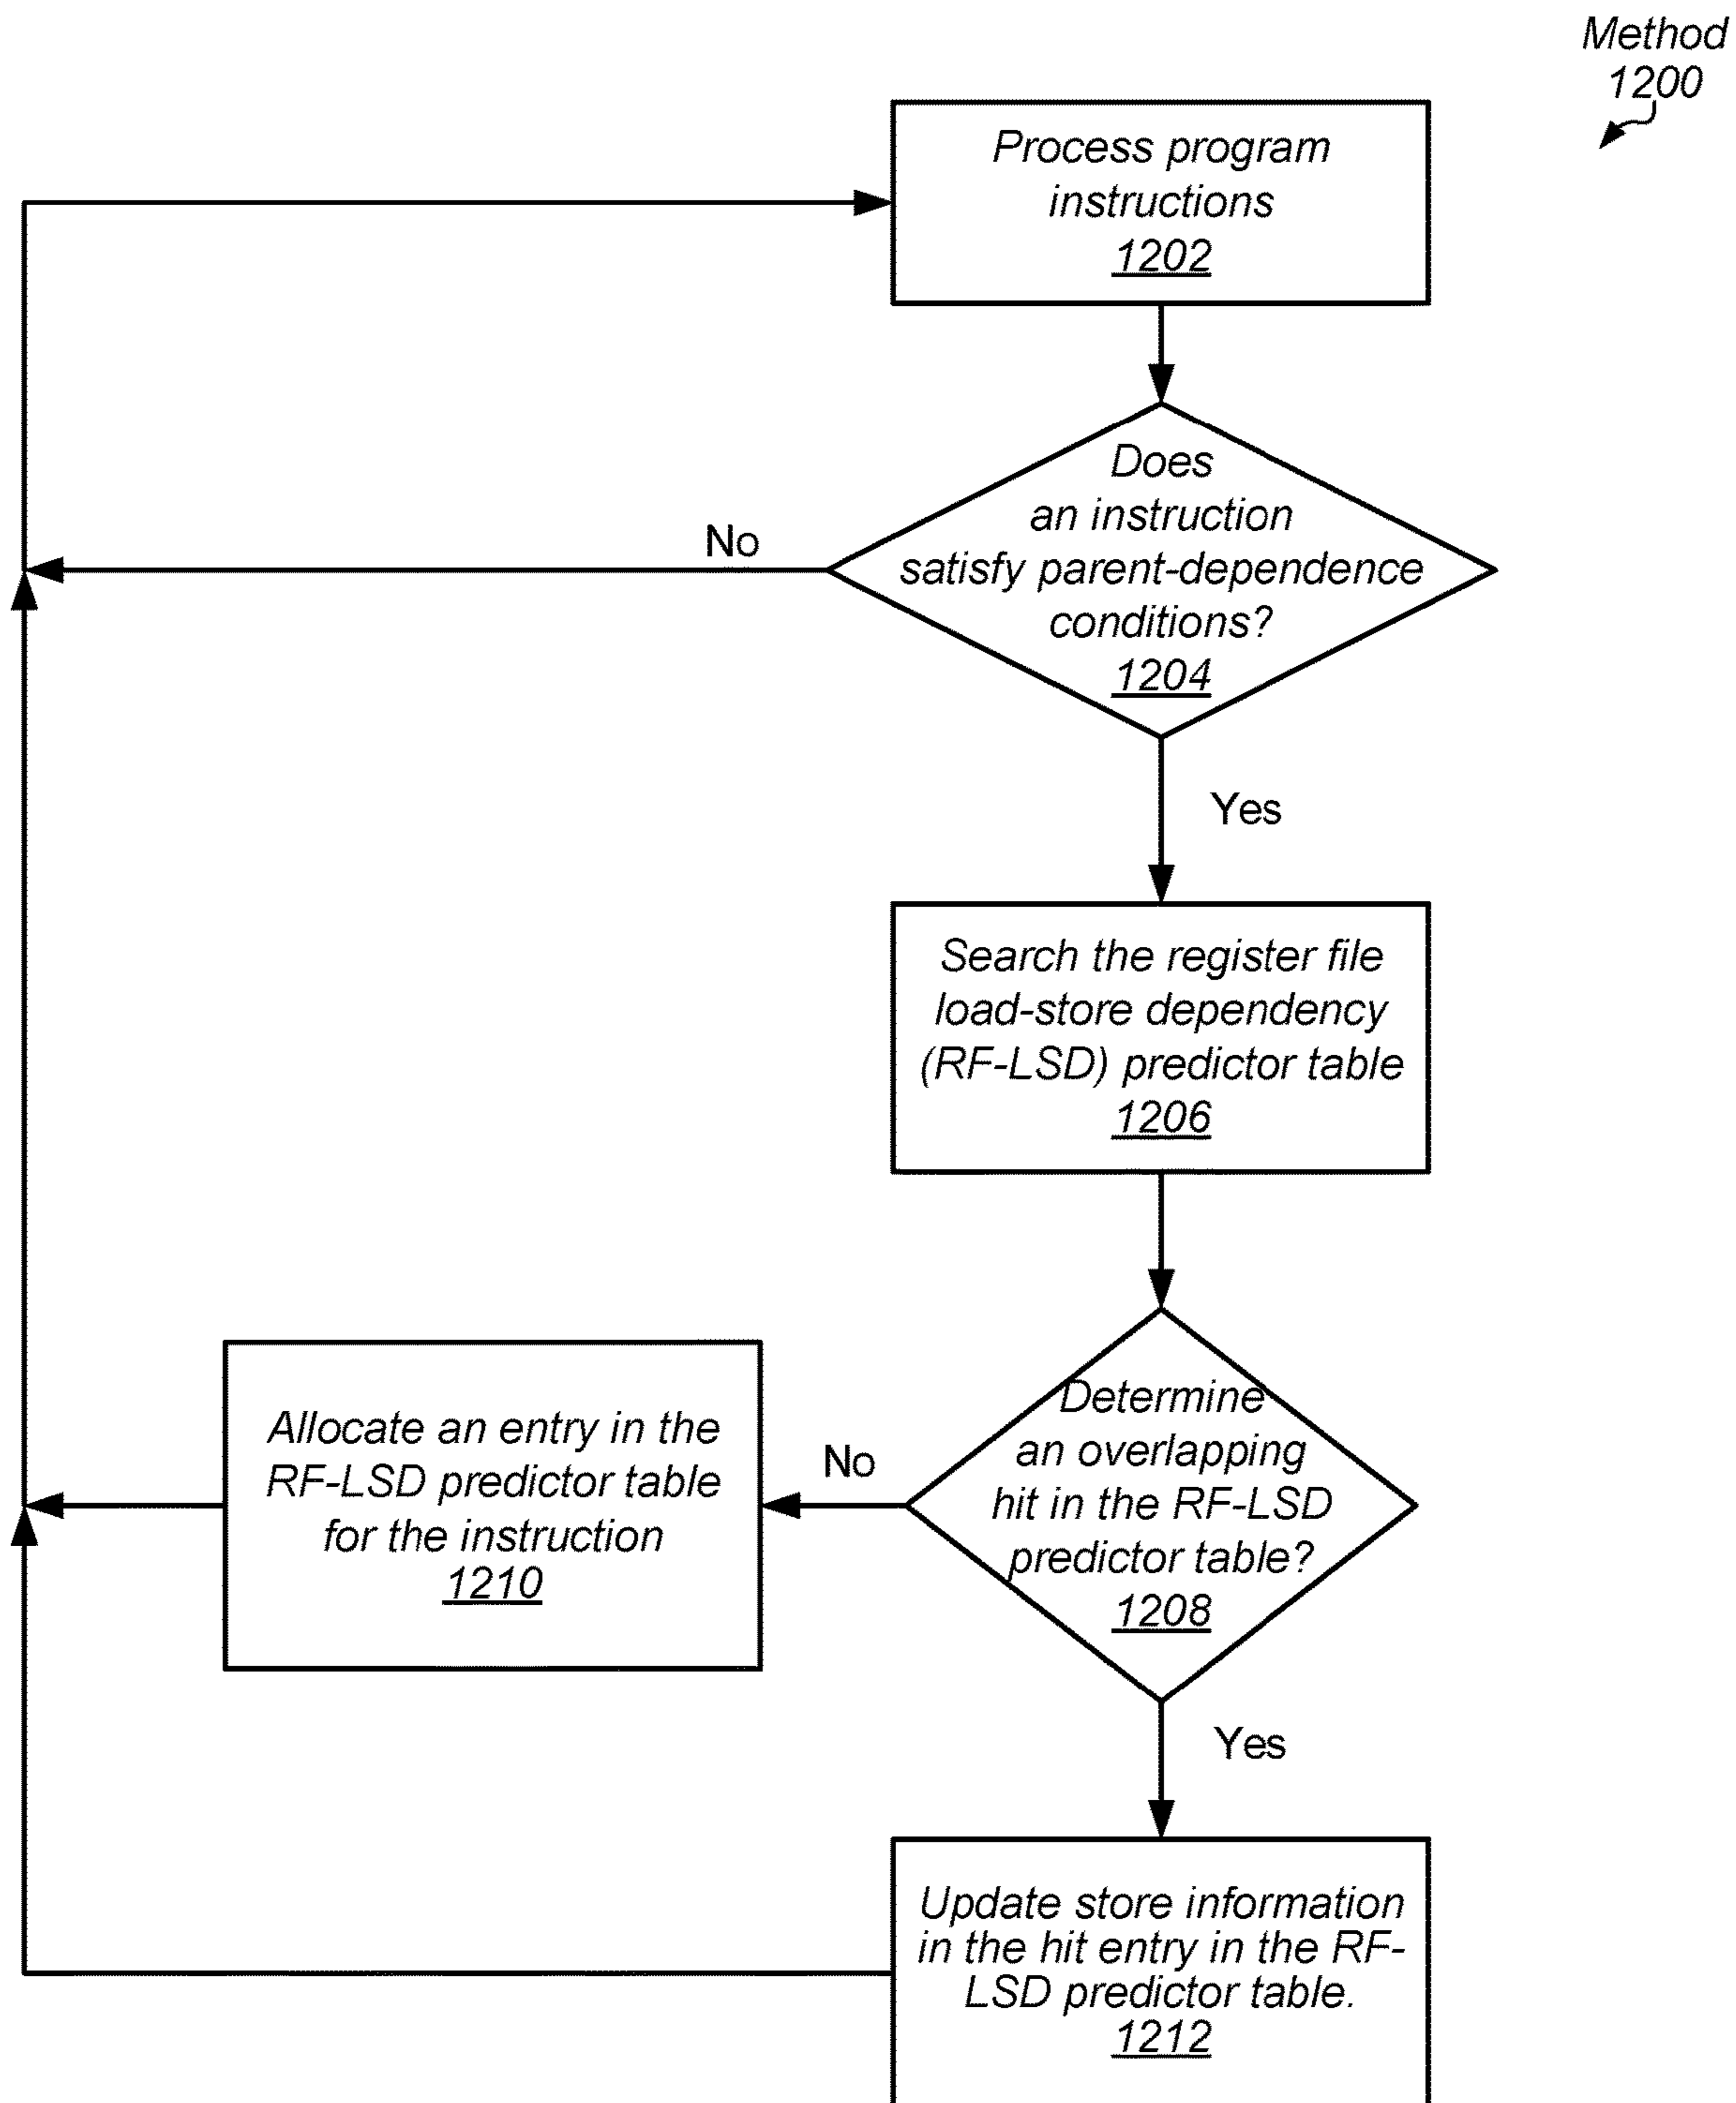 Method
1200
Process program
instructions
1202
Does
an instruction
satisfy parent-dependence
conditions?
1204
No
Yes
Search the register file
load-store dependency
(RF-LSD) predictor table
1206
Determine
an overlapping
hit in the RF-LSD
predictor table?
1208
No
Allocate an entry in the
RF-LSD predictor table
for the instruction
1210
Yes
Update store information
in the hit entry in the RF-
LSD predictor table.
1212